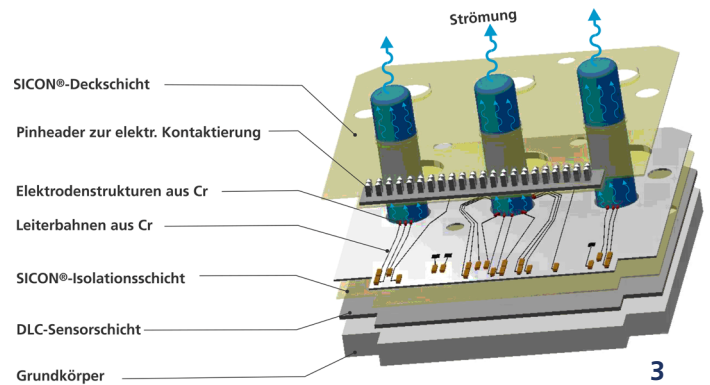 Strömung
SICON®-Deckschicht
Pinheader zur elektr. Kontaktierung
Elektrodenstrukturen aus Cr
Leiterbahnen aus Cr
SICON®-Isolationsschicht
DLC-Sensorschicht
Grundkörper
3